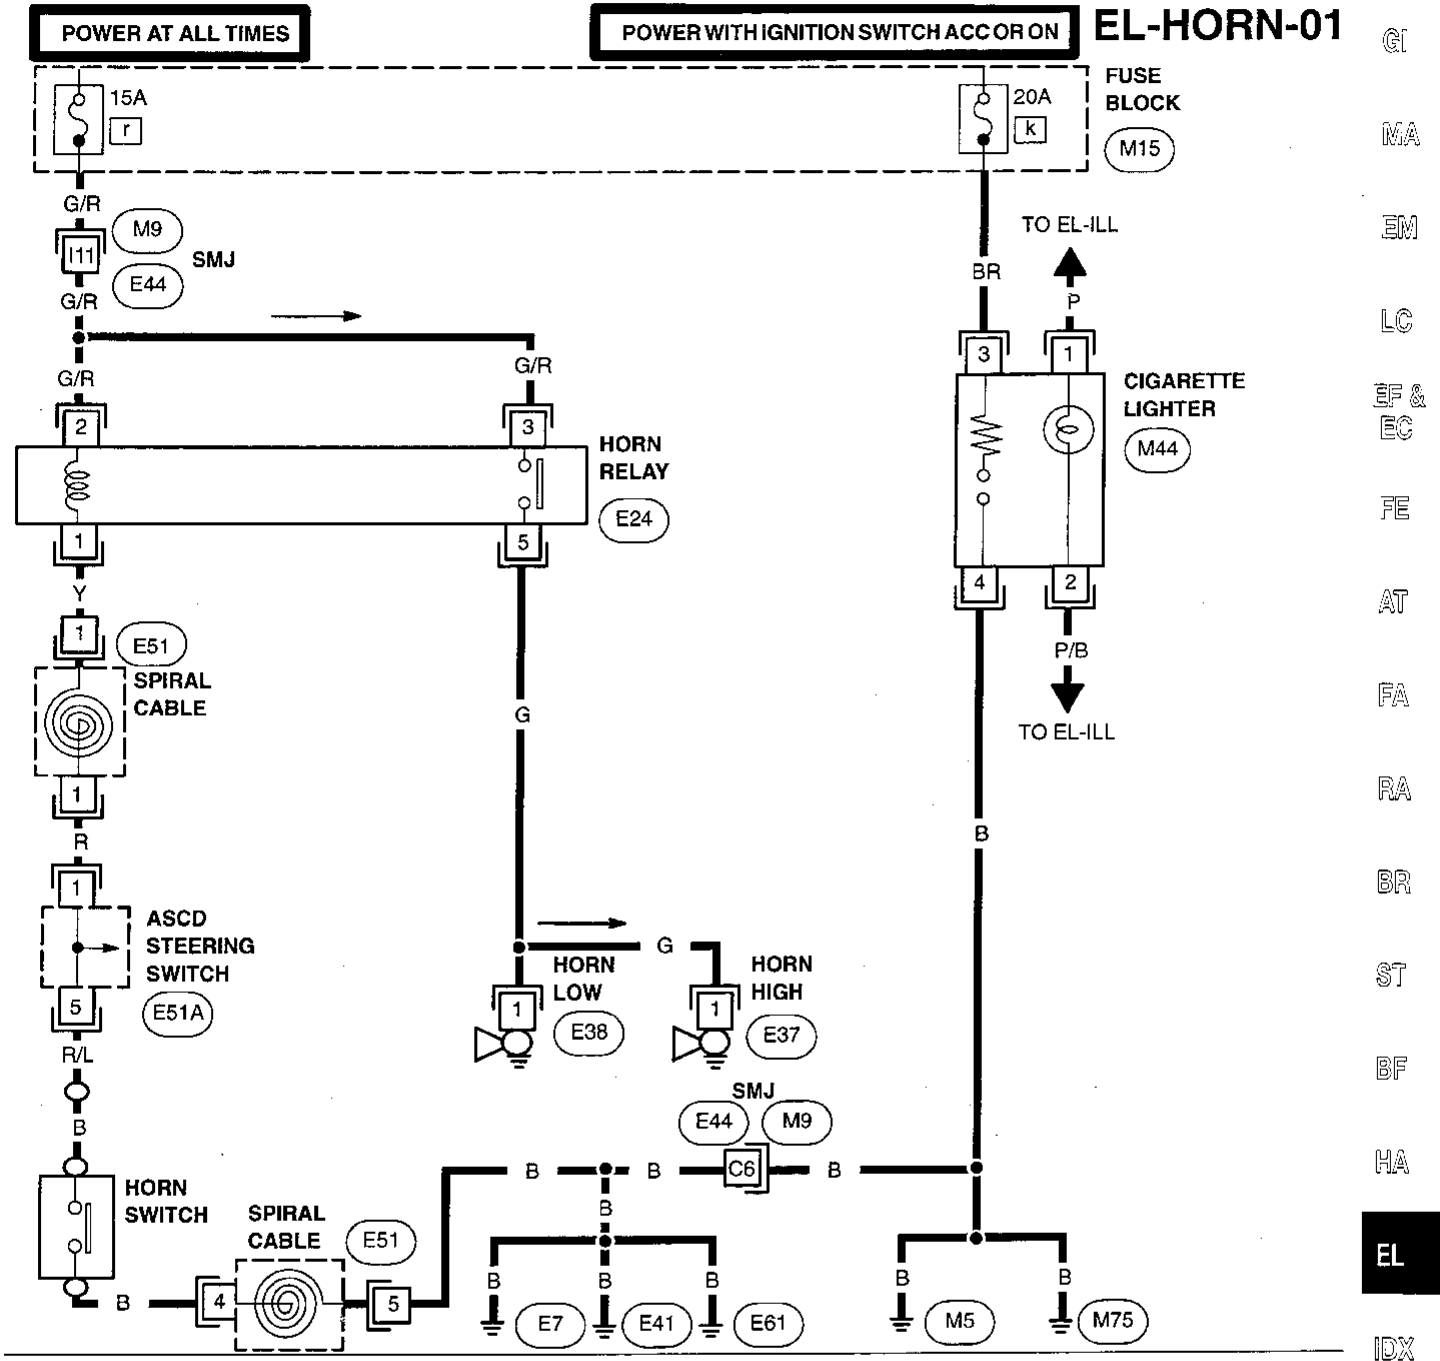 POWER AT ALL TIMES
POWER WITH IGNITION SWITCH ACC OR ON
EL-HORN-01
GI
MA
EM
LC
EF &
EC
FE
AT
FA
RA
BR
ST
BF
HA
EL
IDX
15A
r
20A
k
FUSE
BLOCK
M15
G/R
I11
M9
E44
SMJ
G/R
G/R
G/R
2
3
HORN
RELAY
E24
1
5
Y
1
E51
SPIRAL
CABLE
1
R
1
ASCD
STEERING
SWITCH
E51A
5
R/L
B
HORN
SWITCH
B
SPIRAL
CABLE
E51
4
5
G
G
HORN
LOW
1
E38
HORN
HIGH
1
E37
SMJ
E44
M9
B
B
C6
B
B
B
B
B
E7
E41
E61
BR
TO EL-ILL
P
3
1
CIGARETTE
LIGHTER
M44
4
2
P/B
TO EL-ILL
B
B
B
M5
M75